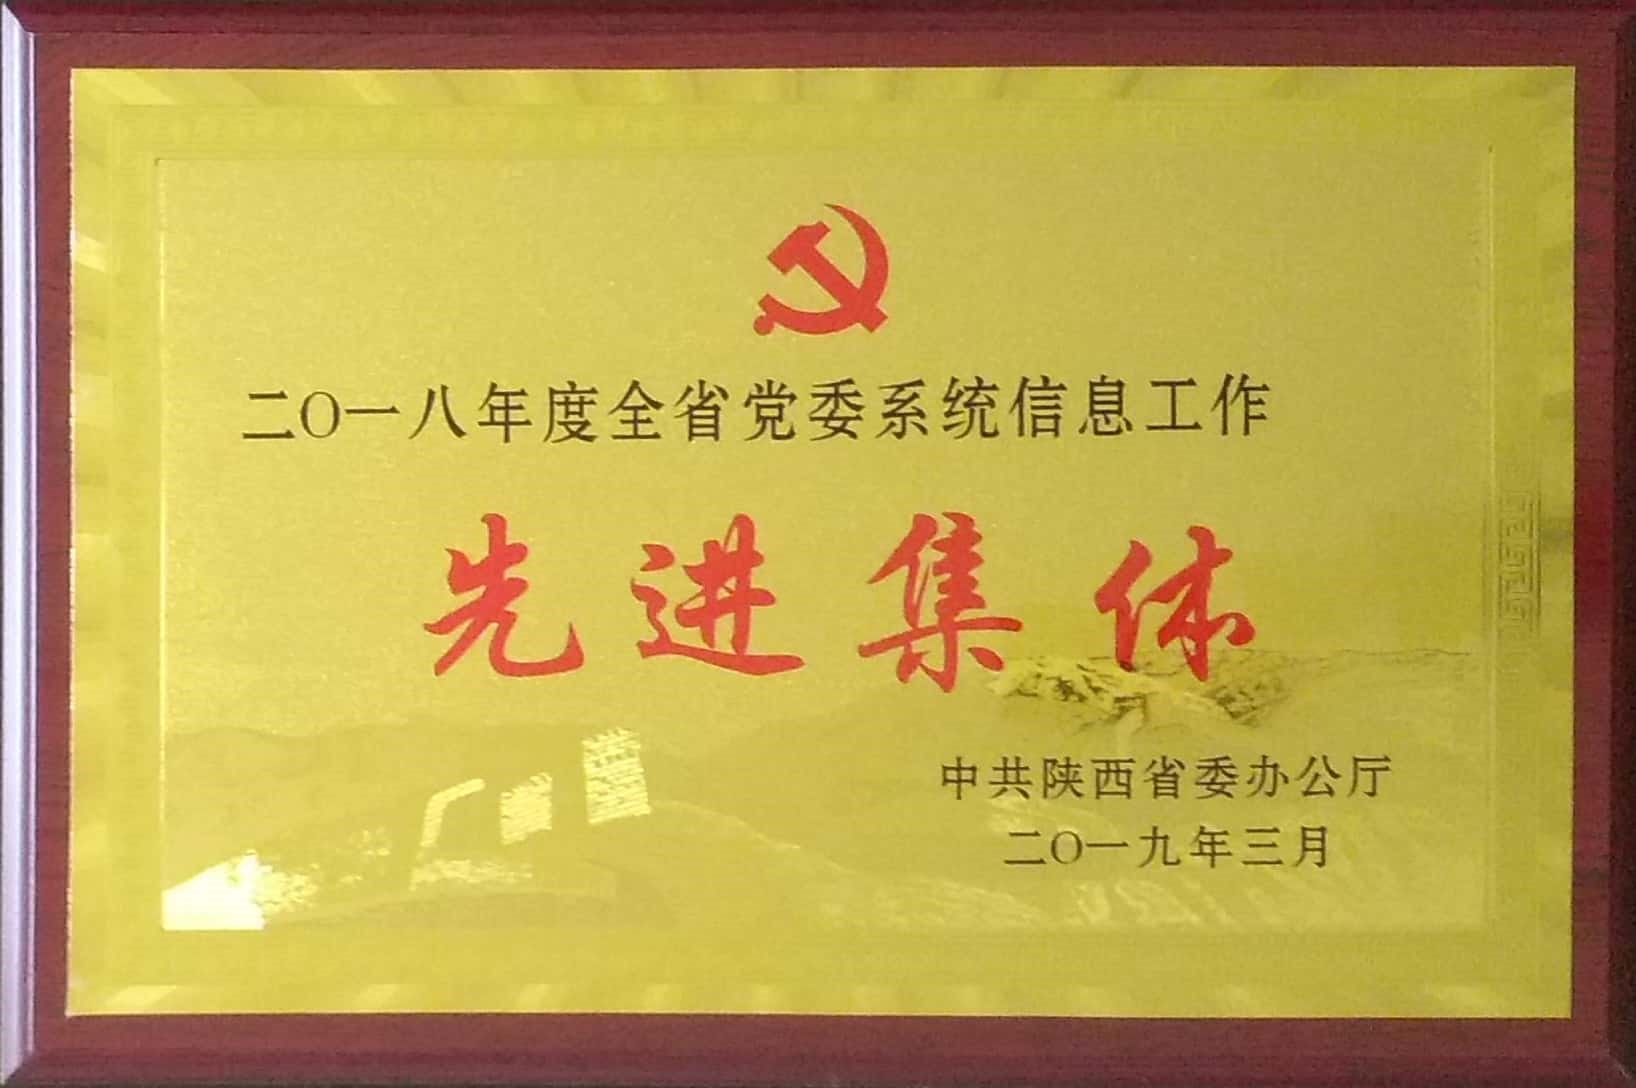 二〇一八年度全省党委系统信息工作
先进集体
中共陕西省委办公厅
二〇一九年三月